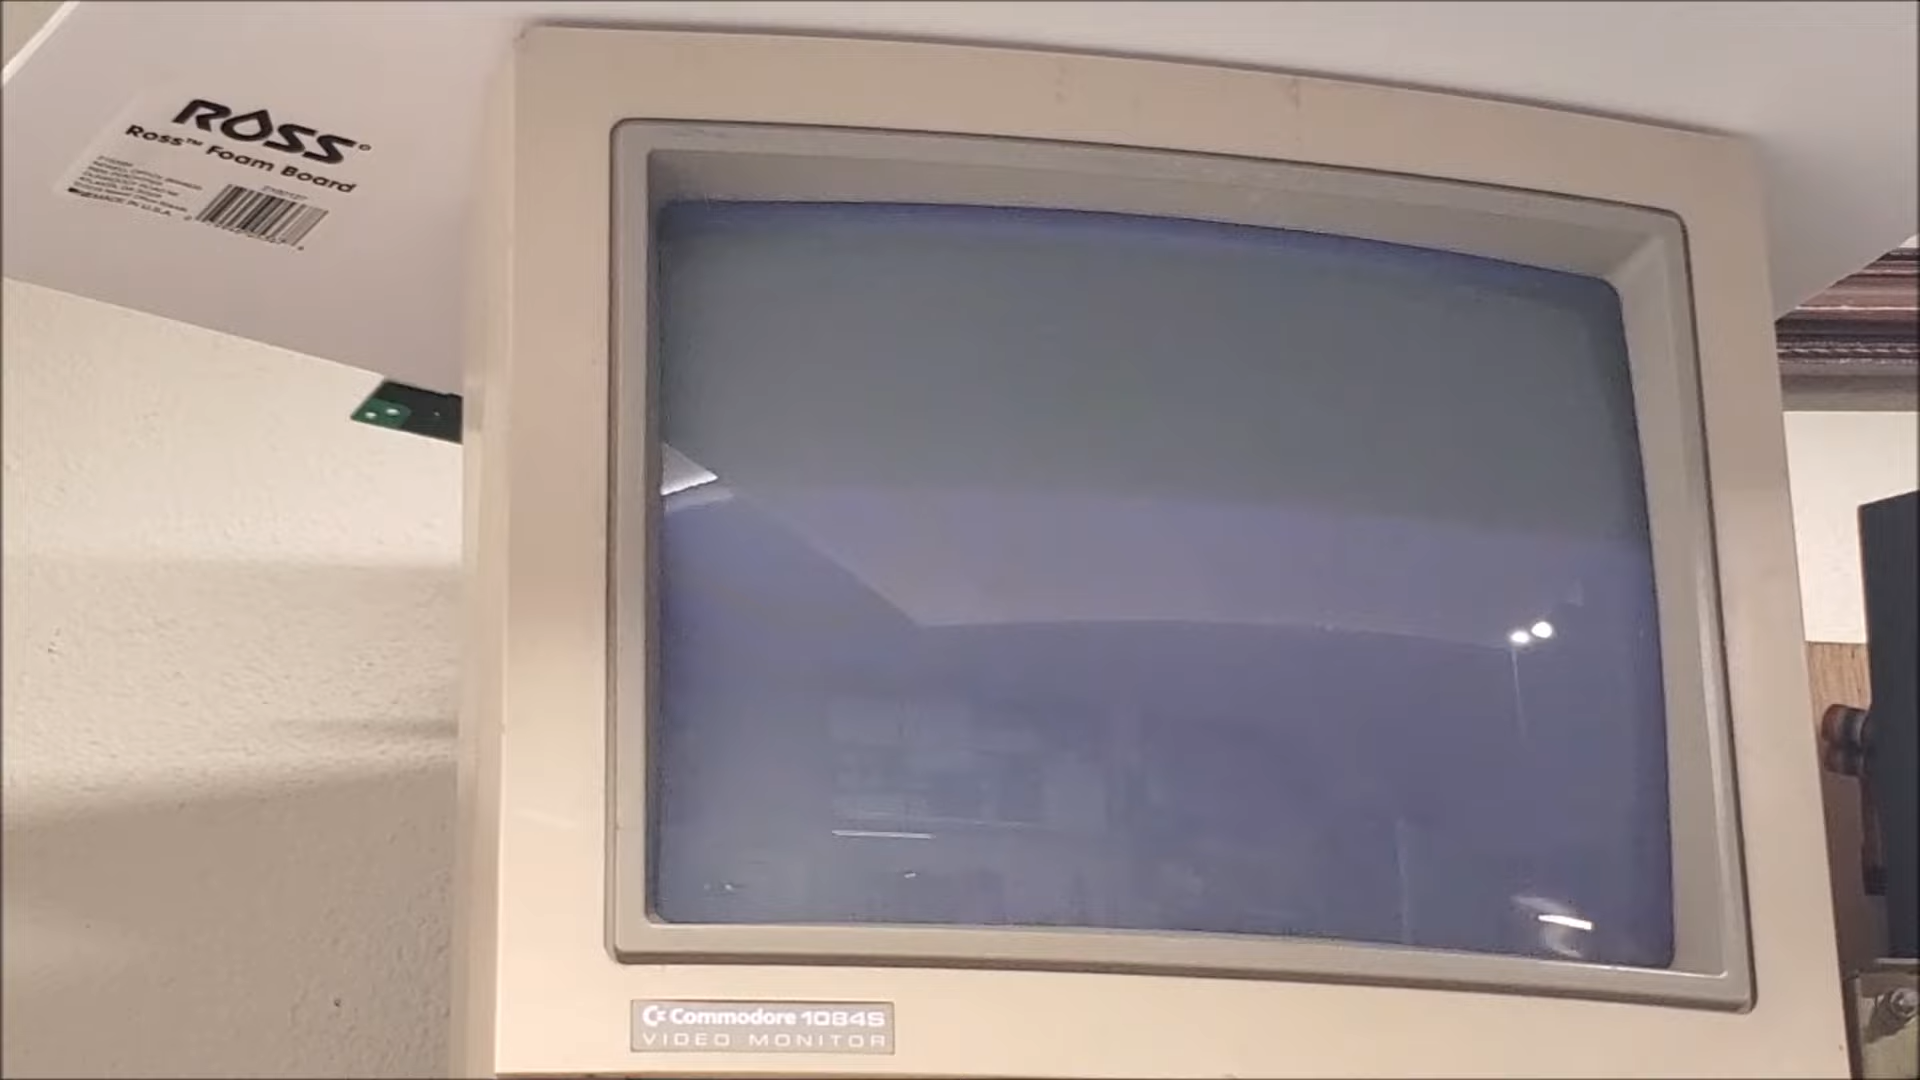 ROSS
Ross™ Foam Board
MADE IN U.S.A.
Commodore 1084S
VIDEO MONITOR